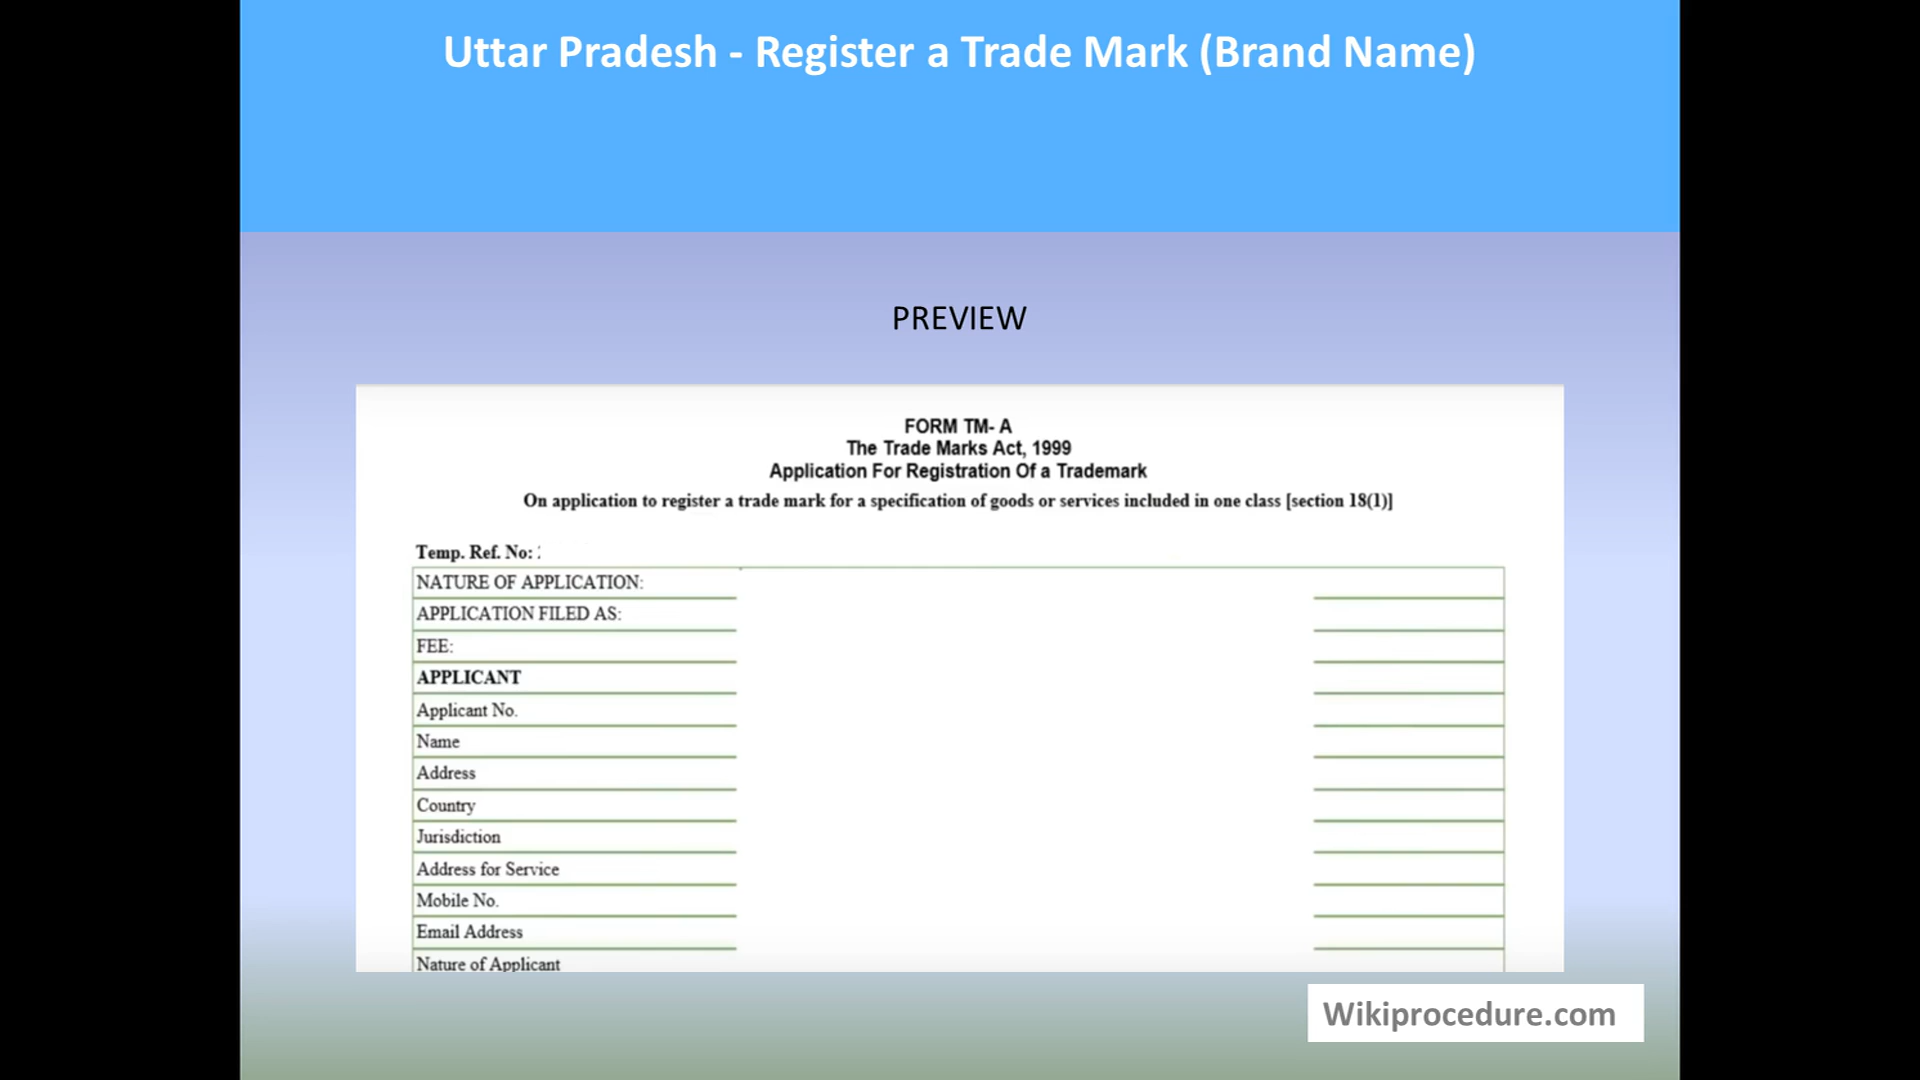 Uttar Pradesh - Register a Trade Mark (Brand Name)
PREVIEW
FORM TM- A
The Trade Marks Act, 1999
Application For Registration Of a Trademark
On application to register a trade mark for a specification of goods or services included in one class [section 18(1)]
Temp. Ref. No: :
NATURE OF APPLICATION:
APPLICATION FILED AS:
FEE:
APPLICANT
Applicant No.
Name
Address
Country
Jurisdiction
Address for Service
Mobile No.
Email Address
Nature of Applicant
Wikiprocedure.com